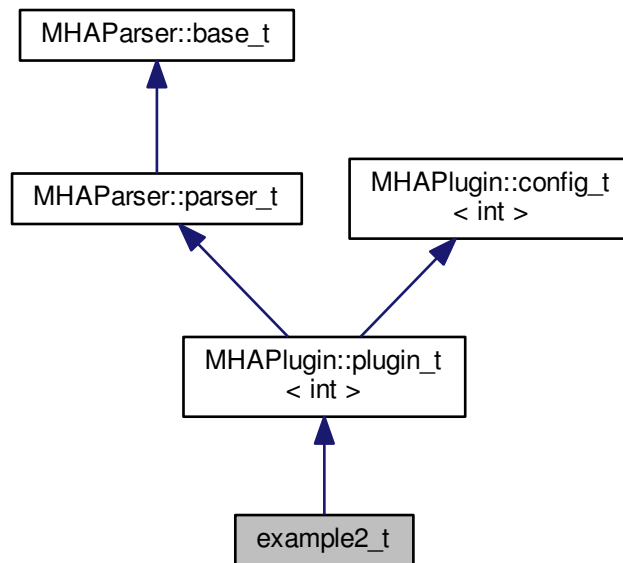 MHAParser::base_t
MHAParser::parser_t
MHAPlugin::config_t
< int >
MHAPlugin::plugin_t
< int >
example2_t